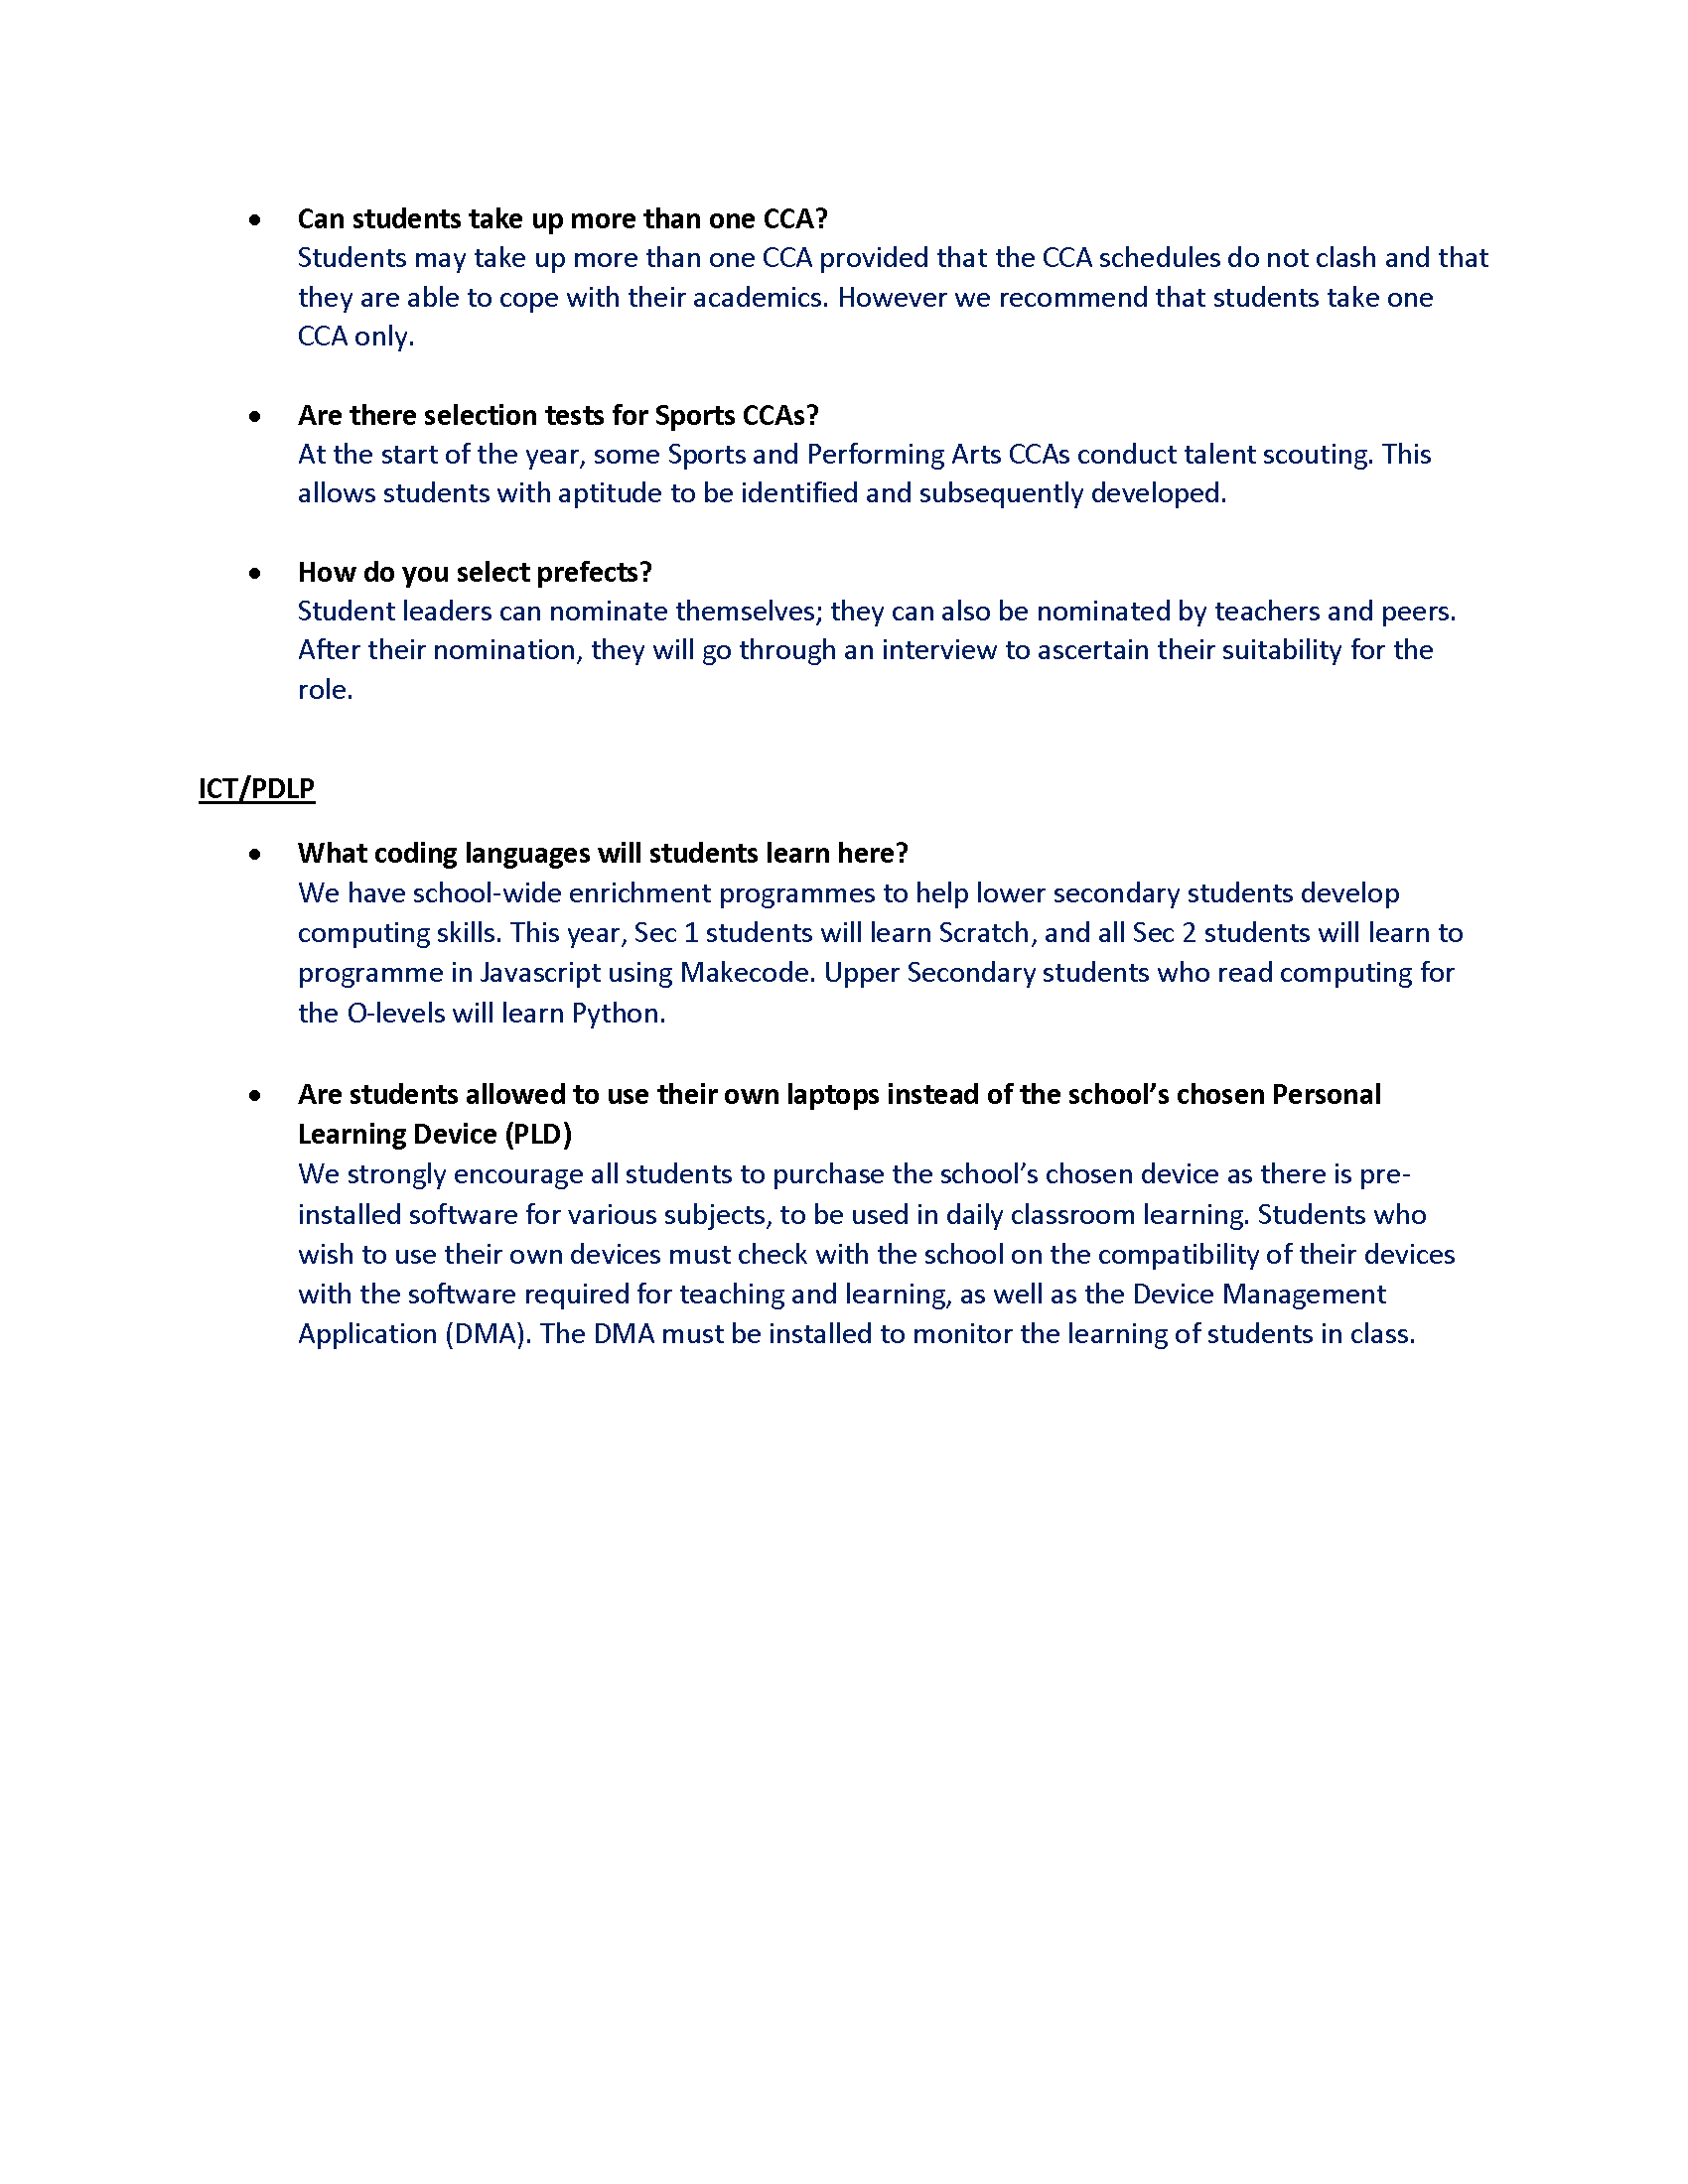 • Can students take up more than one CCA?
Students may take up more than one CCA provided that the CCA schedules do not clash and that
they are able to cope with their academics. However we recommend that students take one
CCA only.
• Are there selection tests for Sports CCAs?
At the start of the year, some Sports and Performing Arts CCAs conduct talent scouting. This
allows students with aptitude to be identified and subsequently developed.
• How do you select prefects?
Student leaders can nominate themselves; they can also be nominated by teachers and peers.
After their nomination, they will go through an interview to ascertain their suitability for the
role.
ICT/PDLP
• What coding languages will students learn here?
We have school-wide enrichment programmes to help lower secondary students develop
computing skills. This year, Sec 1 students will learn Scratch, and all Sec 2 students will learn to
programme in Javascript using Makecode. Upper Secondary students who read computing for
the O-levels will learn Python.
• Are students allowed to use their own laptops instead of the school’s chosen Personal
Learning Device (PLD)
We strongly encourage all students to purchase the school’s chosen device as there is pre-
installed software for various subjects, to be used in daily classroom learning. Students who
wish to use their own devices must check with the school on the compatibility of their devices
with the software required for teaching and learning, as well as the Device Management
Application (DMA). The DMA must be installed to monitor the learning of students in class.